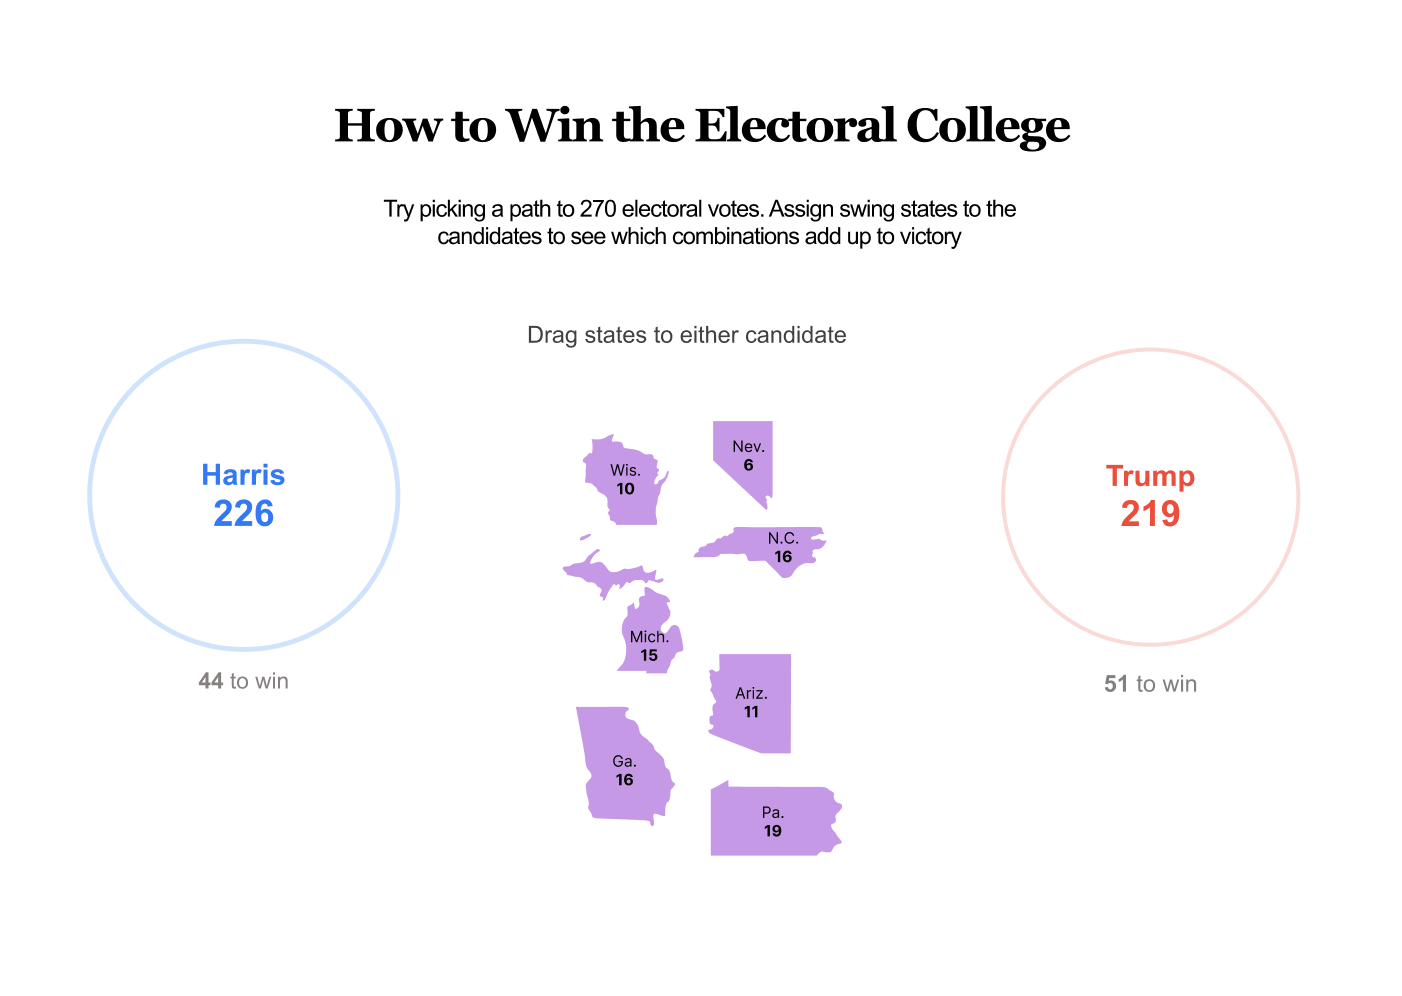 How to Win the Electoral College
Try picking a path to 270 electoral votes. Assign swing states to the
candidates to see which combinations add up to victory
Drag states to either candidate
Harris
226
44 to win
Wis.
10
Nev.
6
N.C.
16
Mich.
15
Ariz.
11
Ga.
16
Pa.
19
Trump
219
51 to win